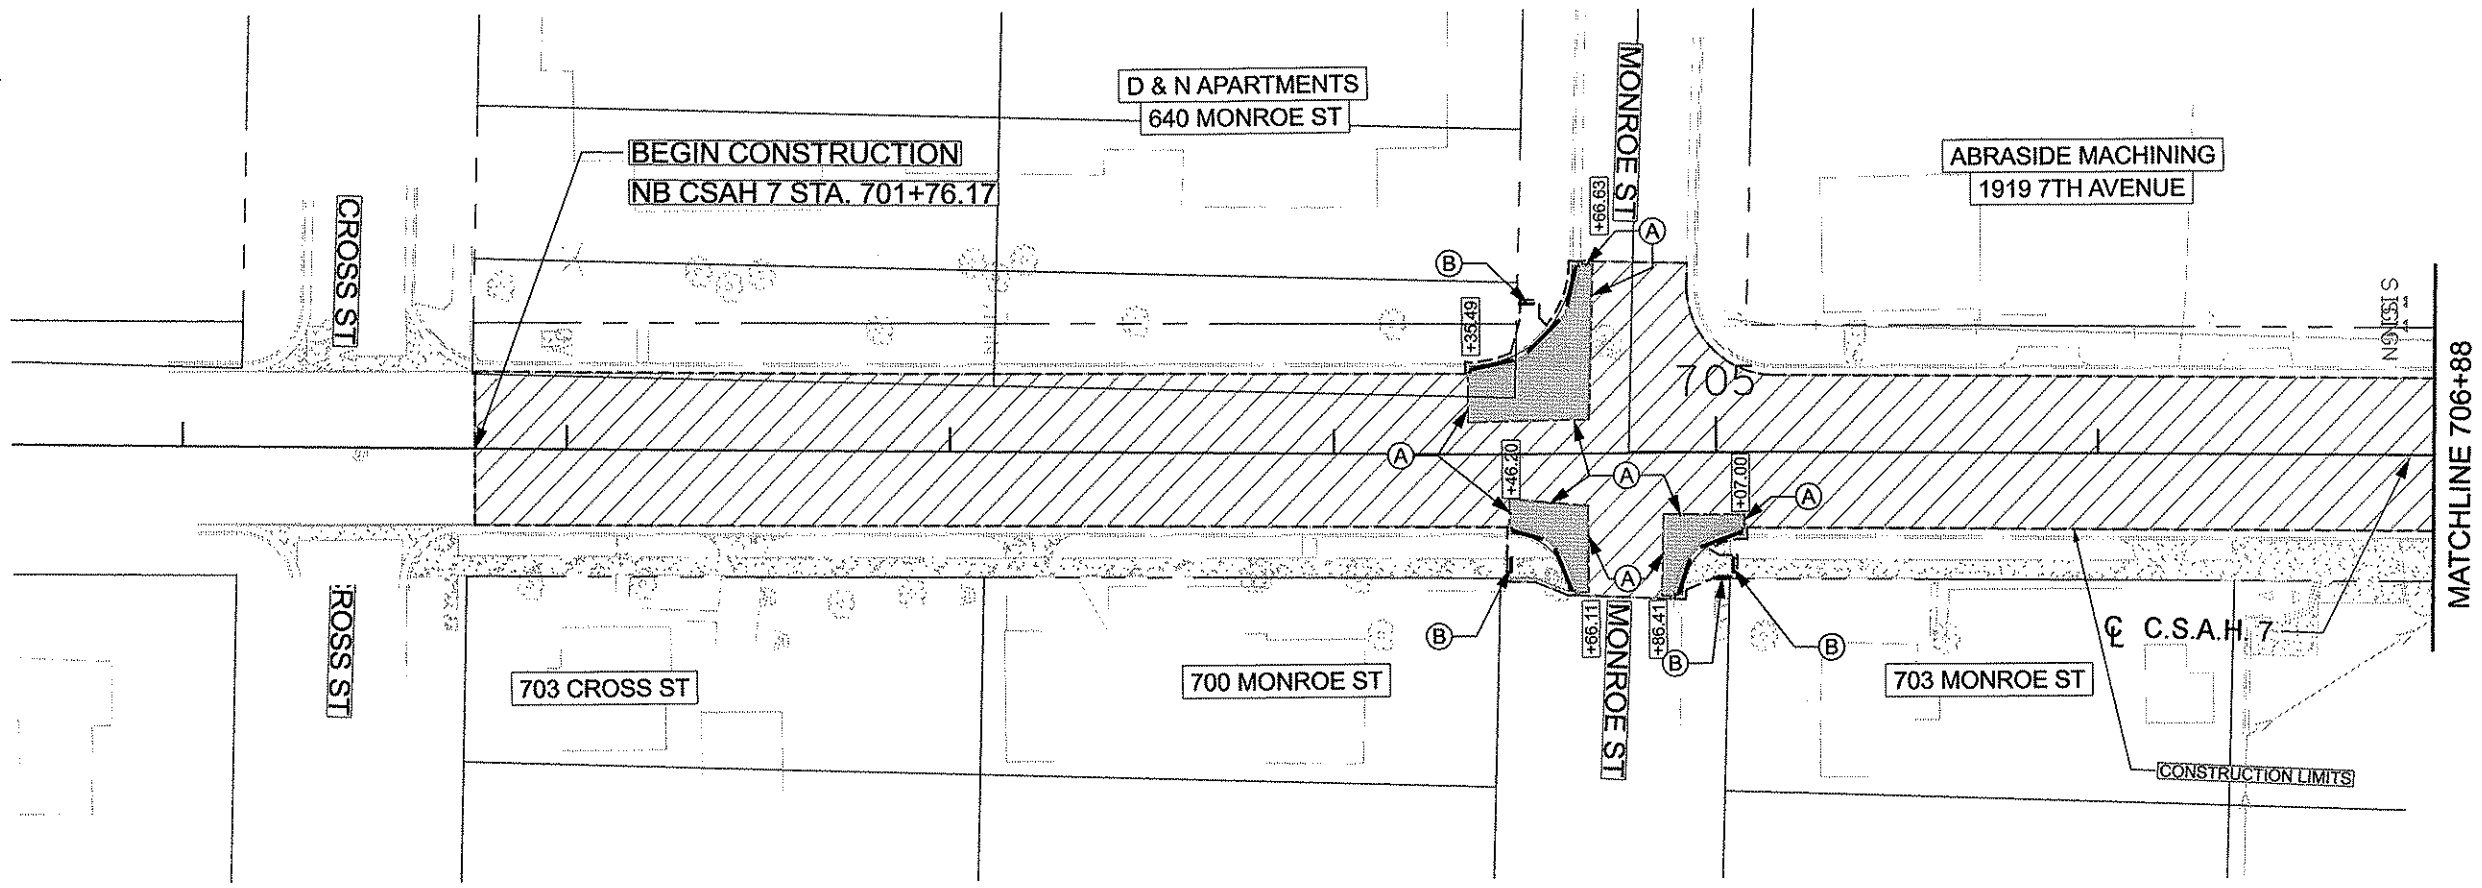 D & N APARTMENTS
640 MONROE ST
MONROE ST
BEGIN CONSTRUCTION
NB CSAH 7 STA. 701+76.17
ABRASIDE MACHINING
1919 7TH AVENUE
CROSS ST
+66.63
A
B
+35.49
705
MATCHLINE 706+88
A
+46.20
A
+07.00
A
A
B
+66.11
MONROE ST
+86.41
B
B
℄ C.S.A.H. 7
ROSS ST
703 CROSS ST
700 MONROE ST
703 MONROE ST
CONSTRUCTION LIMITS